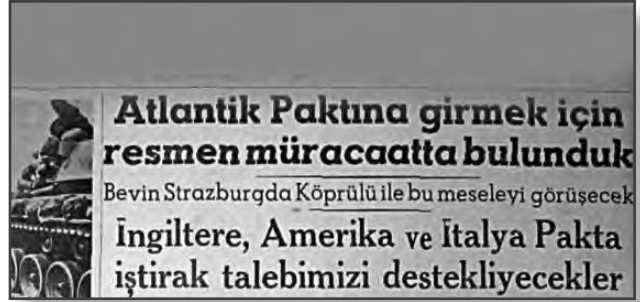 Atlantik Paktına girmek için
resmen müracaatta bulunduk
Bevin Strazburgda Köprülü ile bu meseleyi görüşecek
İngiltere, Amerika ve İtalya Pakta
iştirak talebimizi destekliyecekler